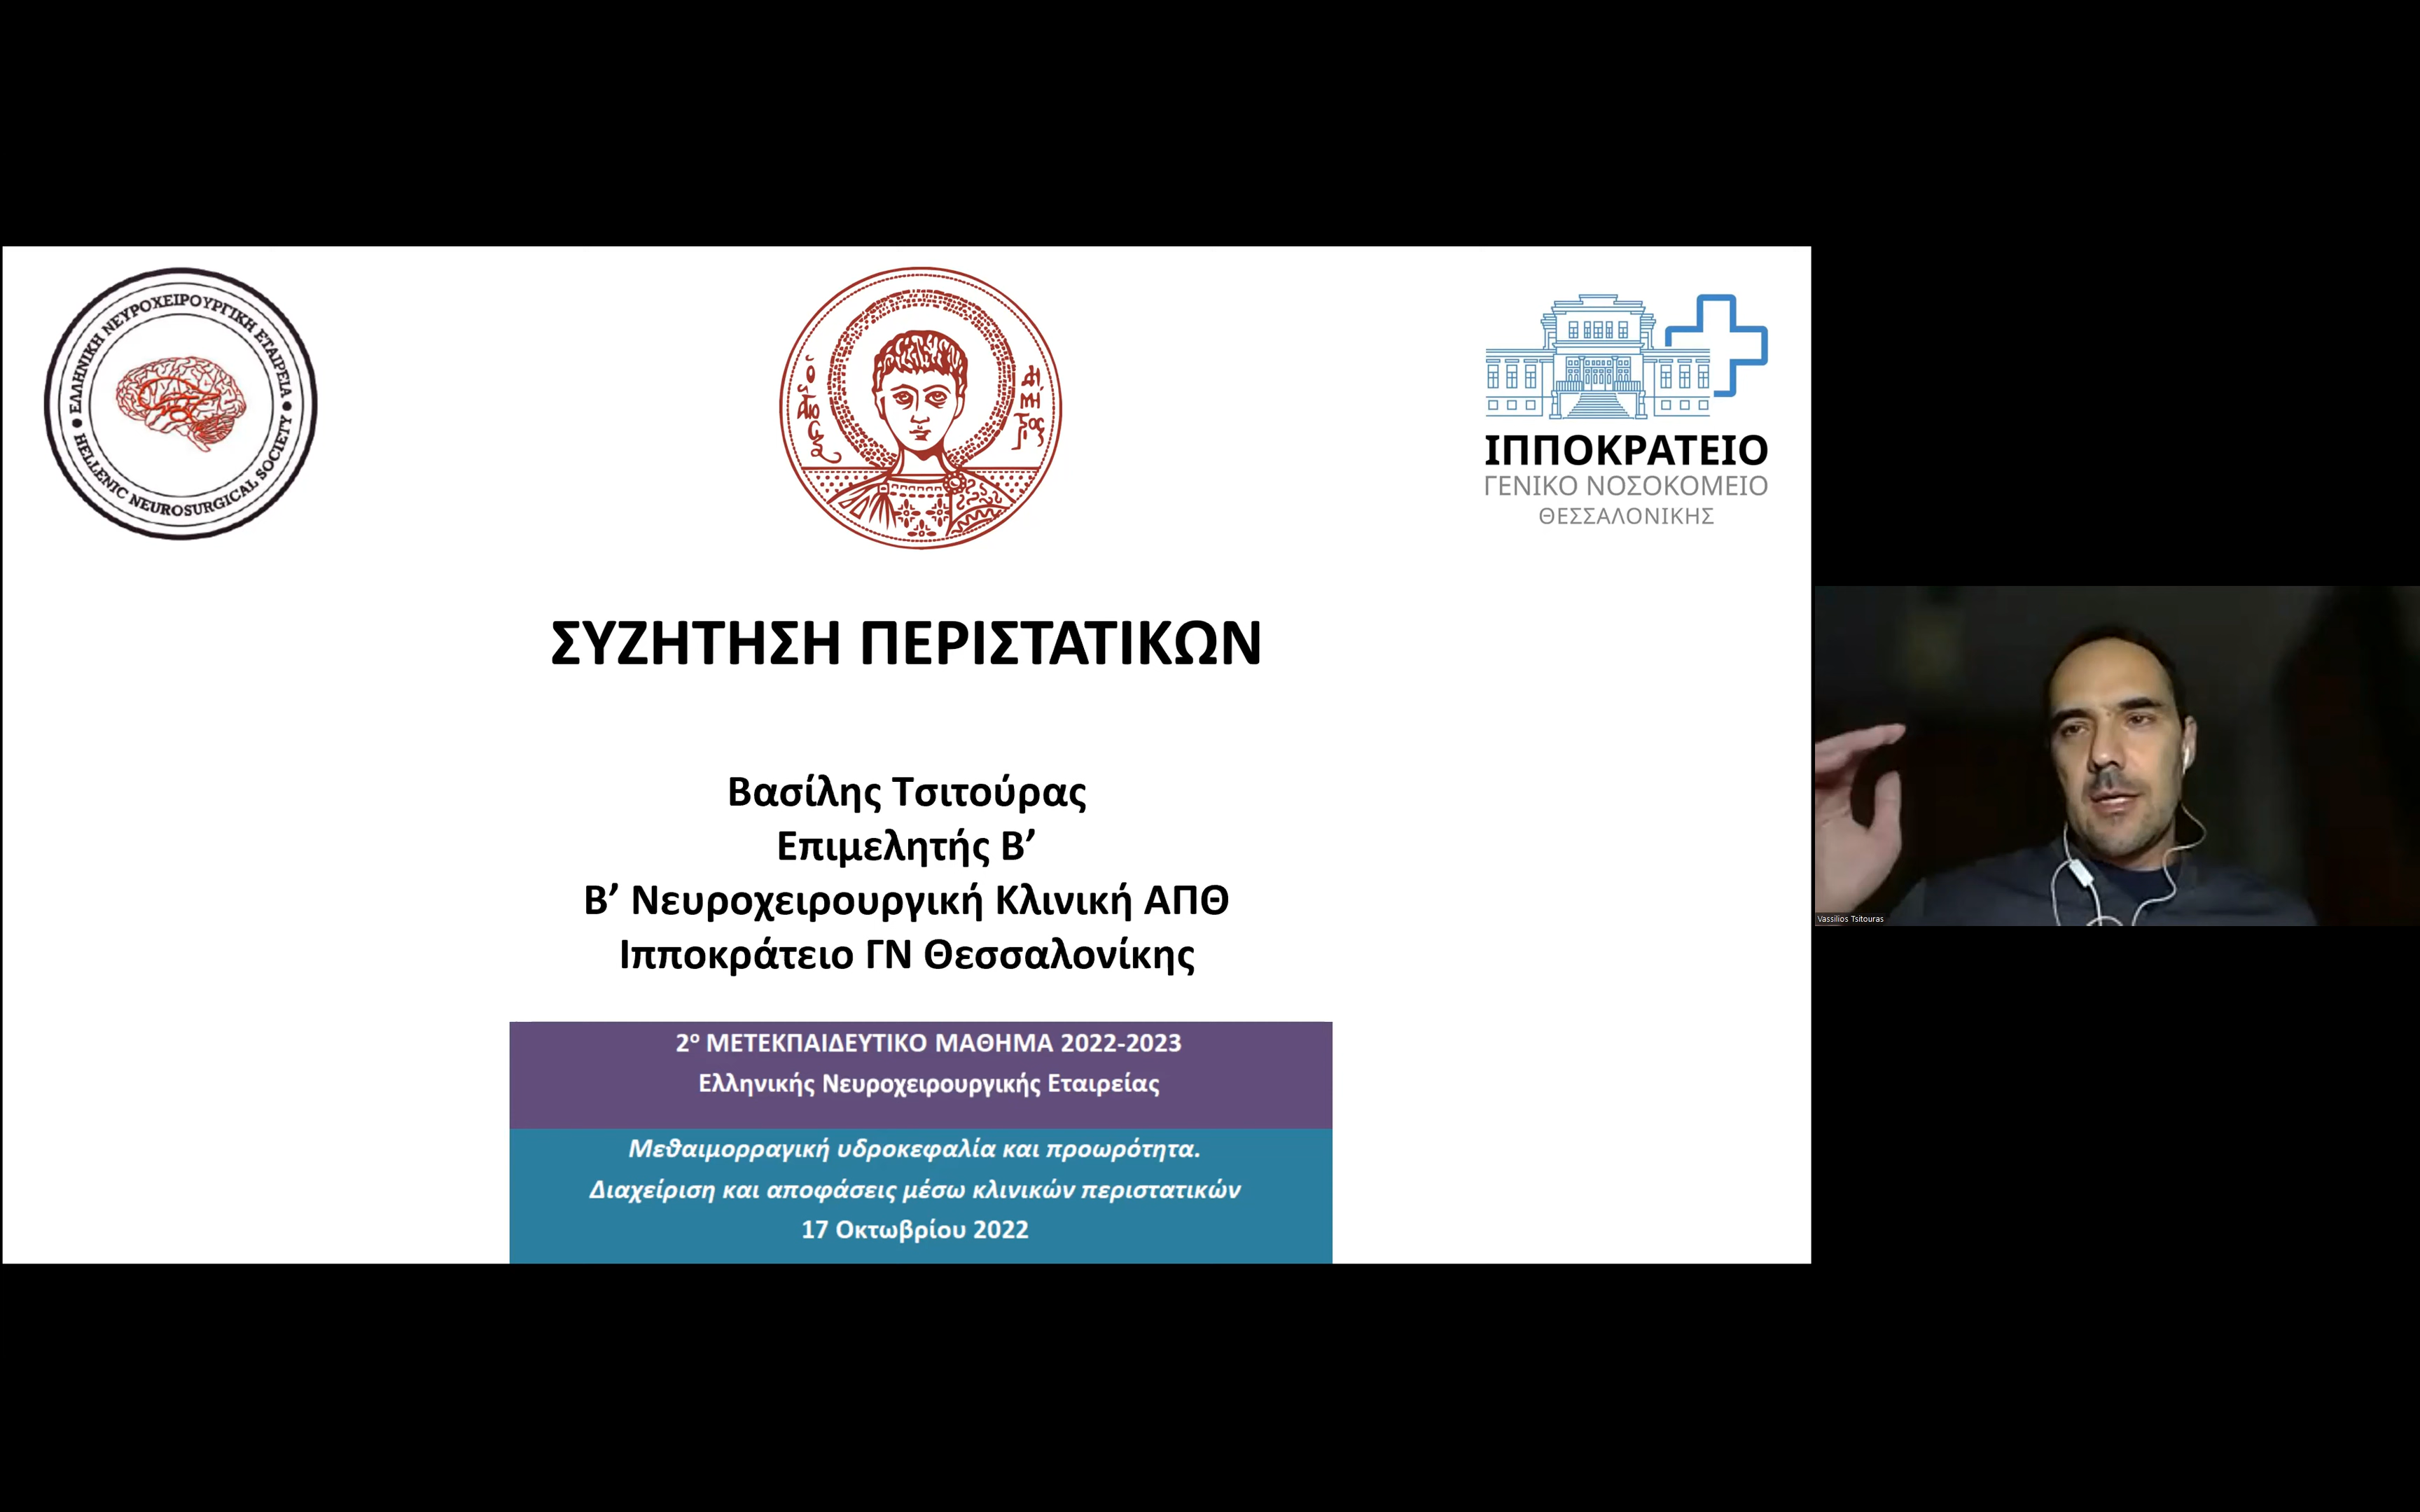 • ΕΛΛΗΝΙΚΗ ΝΕΥΡΟΧΕΙΡΟΥΡΓΙΚΗ ΕΤΑΙΡΕΙΑ •
HELLENIC NEUROSURGICAL SOCIETY
ΙΠΠΟΚΡΑΤΕΙΟ
ΓΕΝΙΚΟ ΝΟΣΟΚΟΜΕΙΟ
ΘΕΣΣΑΛΟΝΙΚΗΣ
ΣΥΖΗΤΗΣΗ ΠΕΡΙΣΤΑΤΙΚΩΝ
Βασίλης Τσιτούρας
Επιμελητής Β’
Β’ Νευροχειρουργική Κλινική ΑΠΘ
Ιπποκράτειο ΓΝ Θεσσαλονίκης
2ο ΜΕΤΕΚΠΑΙΔΕΥΤΙΚΟ ΜΑΘΗΜΑ 2022-2023
Ελληνικής Νευροχειρουργικής Εταιρείας
Μεθαιμορραγική υδροκεφαλία και προωρότητα.
Διαχείριση και αποφάσεις μέσω κλινικών περιστατικών
17 Οκτωβρίου 2022
Vassilios Tsitouras